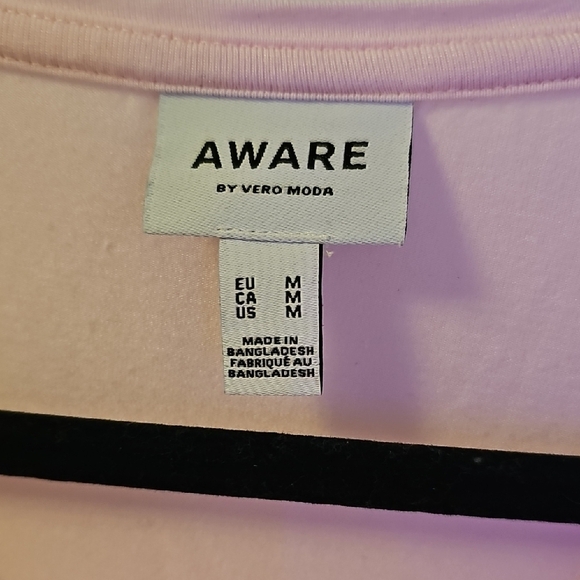 AWARE
BY VERO MODA
EU M
CA M
US M
MADE IN
BANGLADESH
FABRIQUÉ AU
BANGLADESH